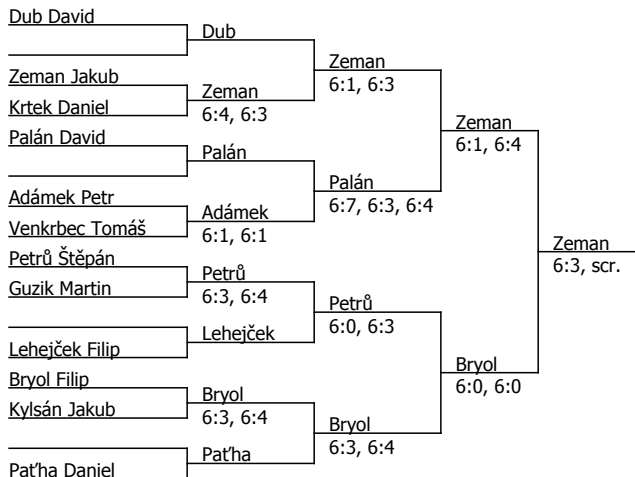 Dub David
Dub
Zeman
6:1, 6:3
Zeman Jakub
Zeman
6:4, 6:3
Krtek Daniel
Zeman
6:1, 6:4
Palán David
Palán
Palán
6:7, 6:3, 6:4
Adámek Petr
Adámek
6:1, 6:1
Venkrbec Tomáš
Zeman
6:3, scr.
Petrů Štěpán
Petrů
6:3, 6:4
Guzik Martin
Petrů
6:0, 6:3
Lehejček
Lehejček Filip
Bryol
6:0, 6:0
Bryol Filip
Bryol
6:3, 6:4
Kylsán Jakub
Bryol
6:3, 6:4
Paťha
Paťha Daniel